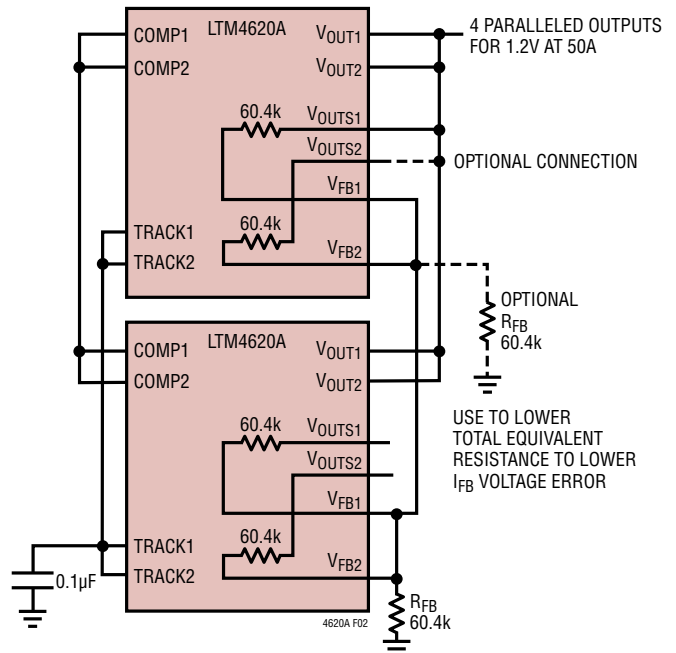 COMP1
COMP2
LTM4620A
VOUT1
VOUT2
4 PARALLELED OUTPUTS
FOR 1.2V AT 50A
60.4k
VOUTS1
VOUTS2
OPTIONAL CONNECTION
VFB1
60.4k
VFB2
TRACK1
TRACK2
OPTIONAL
RFB
60.4k
COMP1
COMP2
LTM4620A
VOUT1
VOUT2
USE TO LOWER
TOTAL EQUIVALENT
RESISTANCE TO LOWER
IFB VOLTAGE ERROR
60.4k
VOUTS1
VOUTS2
VFB1
60.4k
VFB2
TRACK1
TRACK2
0.1µF
RFB
60.4k
4620A F02